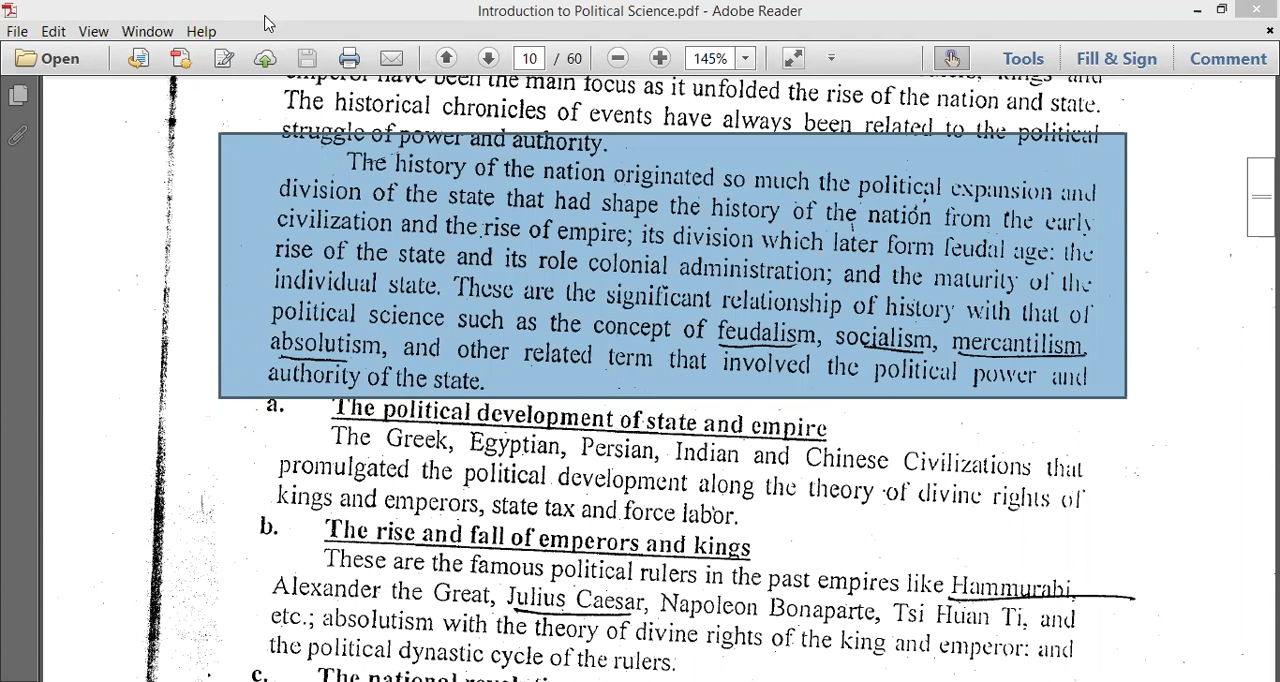 Introduction to Political Science.pdf - Adobe Reader
File Edit View Window Help
Open 10 / 60 145% Tools Fill & Sign Comment
emperor have been the main focus as it unfolded the rise of the nation and state.
The historical chronicles of events have always been related to the political
struggle of power and authority.
The history of the nation originated so much the political expansion and
division of the state that had shape the history of the nation from the early
civilization and the rise of empire; its division which later form feudal age: the
rise of the state and its role colonial administration; and the maturity of the
individual state. These are the significant relationship of history with that of
political science such as the concept of feudalism, socialism, mercantilism,
absolutism, and other related term that involved the political power and
authority of the state.
a. The political development of state and empire
The Greek, Egyptian, Persian, Indian and Chinese Civilizations that
promulgated the political development along the theory of divine rights of
kings and emperors, state tax and force labor.
b. The rise and fall of emperors and kings
These are the famous political rulers in the past empires like Hammurabi,
Alexander the Great, Julius Caesar, Napoleon Bonaparte, Tsi Huan Ti, and
etc.; absolutism with the theory of divine rights of the king and emperor: and
the political dynastic cycle of the rulers.
c. The national